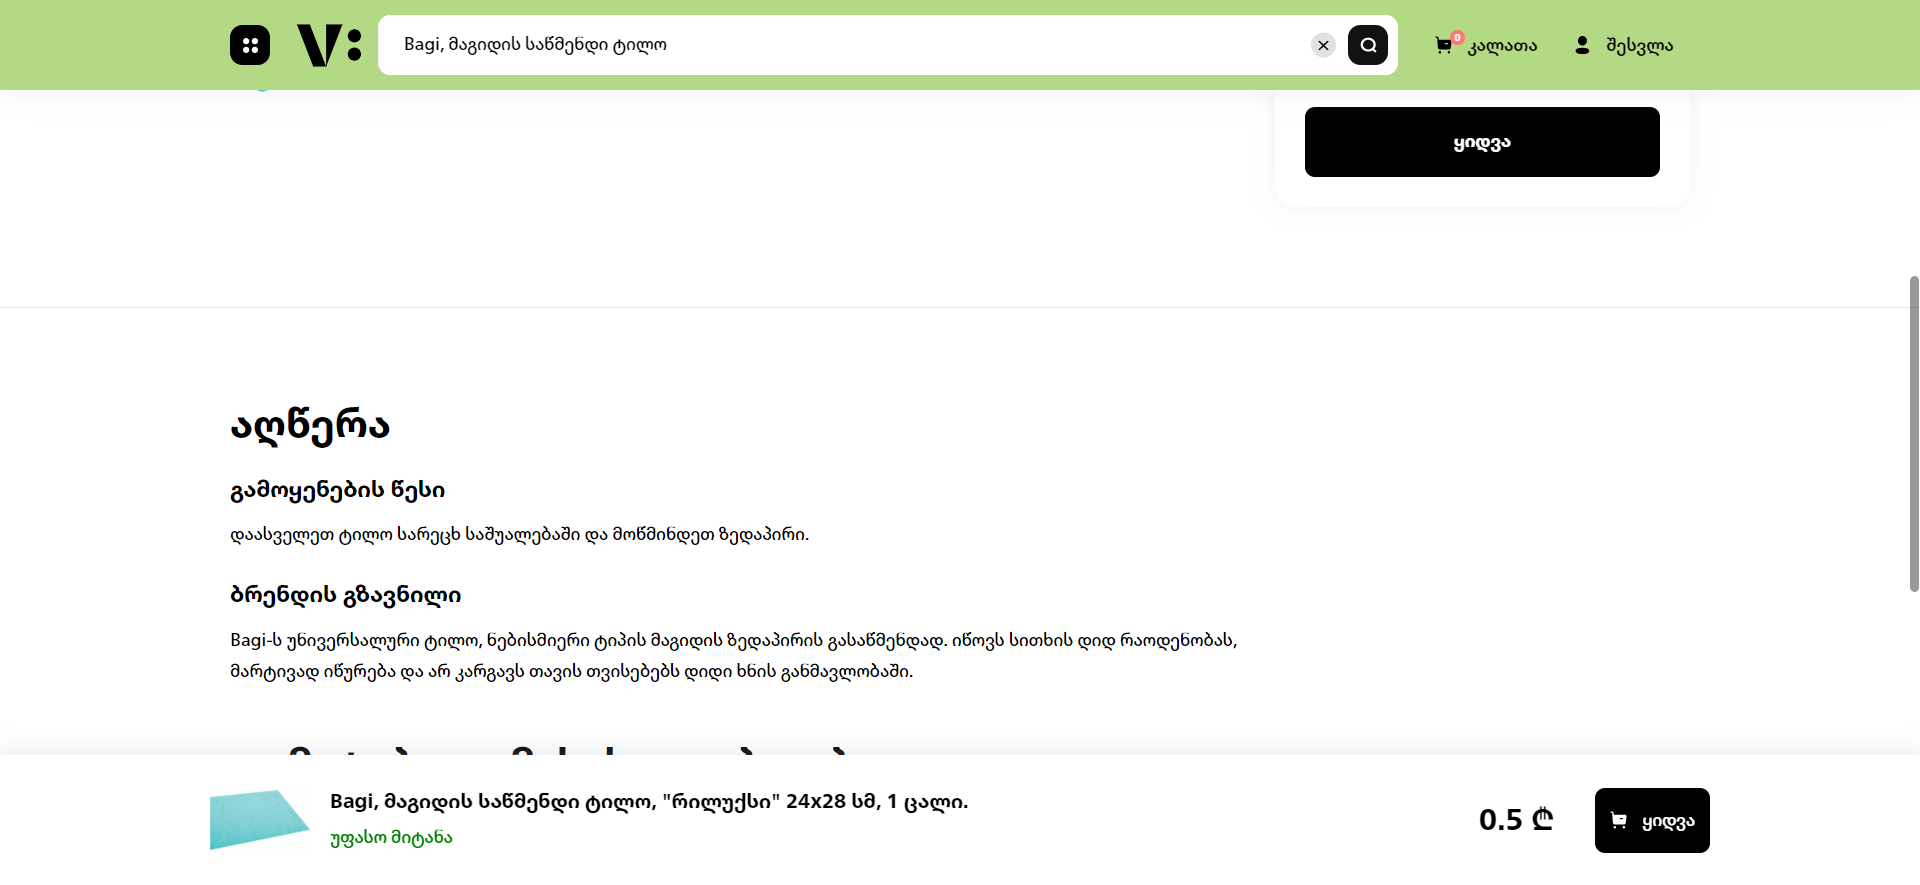 V:
Bagi, მაგიდის საწმენდი ტილო
0
კალათა
შესვლა
ყიდვა
აღწერა
გამოყენების წესი
დაასველეთ ტილო სარეცხ საშუალებაში და მოწმინდეთ ზედაპირი.
ბრენდის გზავნილი
Bagi-ს უნივერსალური ტილო, ნებისმიერი ტიპის მაგიდის ზედაპირის გასაწმენდად. იწოვს სითხის დიდ რაოდენობას,
მარტივად იწურება და არ კარგავს თავის თვისებებს დიდი ხნის განმავლობაში.
Bagi, მაგიდის საწმენდი ტილო, "რილუქსი" 24x28 სმ, 1 ცალი.
უფასო მიტანა
0.5 ₾
ყიდვა